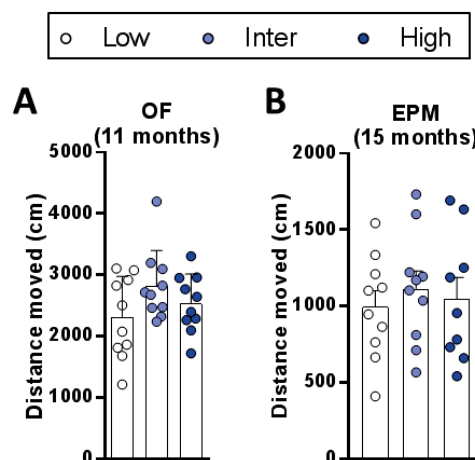 Low Inter High
A
OF
(11 months)
5000
4000
3000
2000
1000
0
Distance moved (cm)
B
EPM
(15 months)
2000
1500
1000
500
0
Distance moved (cm)